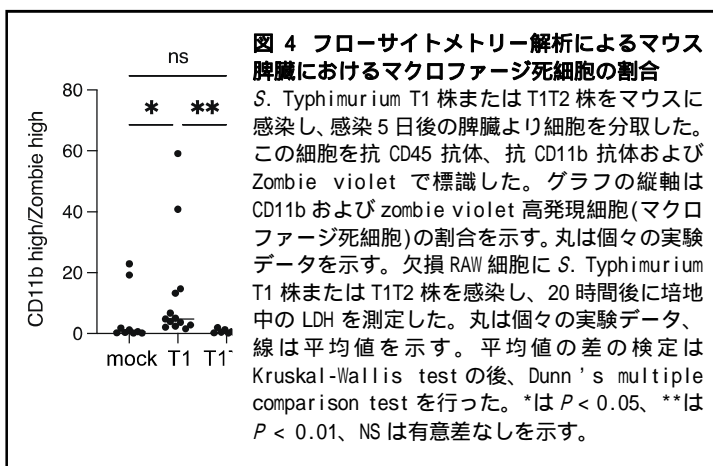 図 4 フローサイトメトリー解析によるマウス
脾臓におけるマクロファージ死細胞の割合
S. Typhimurium T1 株または T1T2 株をマウスに
感染し、感染 5 日後の脾臓より細胞を分取した。
この細胞を抗 CD45 抗体、抗 CD11b 抗体および
Zombie violet で標識した。グラフの縦軸は
CD11b および zombie violet 高発現細胞(マクロ
ファージ死細胞)の割合を示す。丸は個々の実験
データを示す。欠損 RAW 細胞に S. Typhimurium
T1 株または T1T2 株を感染し、20 時間後に培地
中の LDH を測定した。丸は個々の実験データ、
線は平均値を示す。平均値の差の検定は
Kruskal-Wallis test の後、Dunn's multiple
comparison test を行った。*は P < 0.05、**は
P < 0.01、NS は有意差なしを示す。
ns
* **
CD11b high/Zombie high
80
60
40
20
0
mock T1